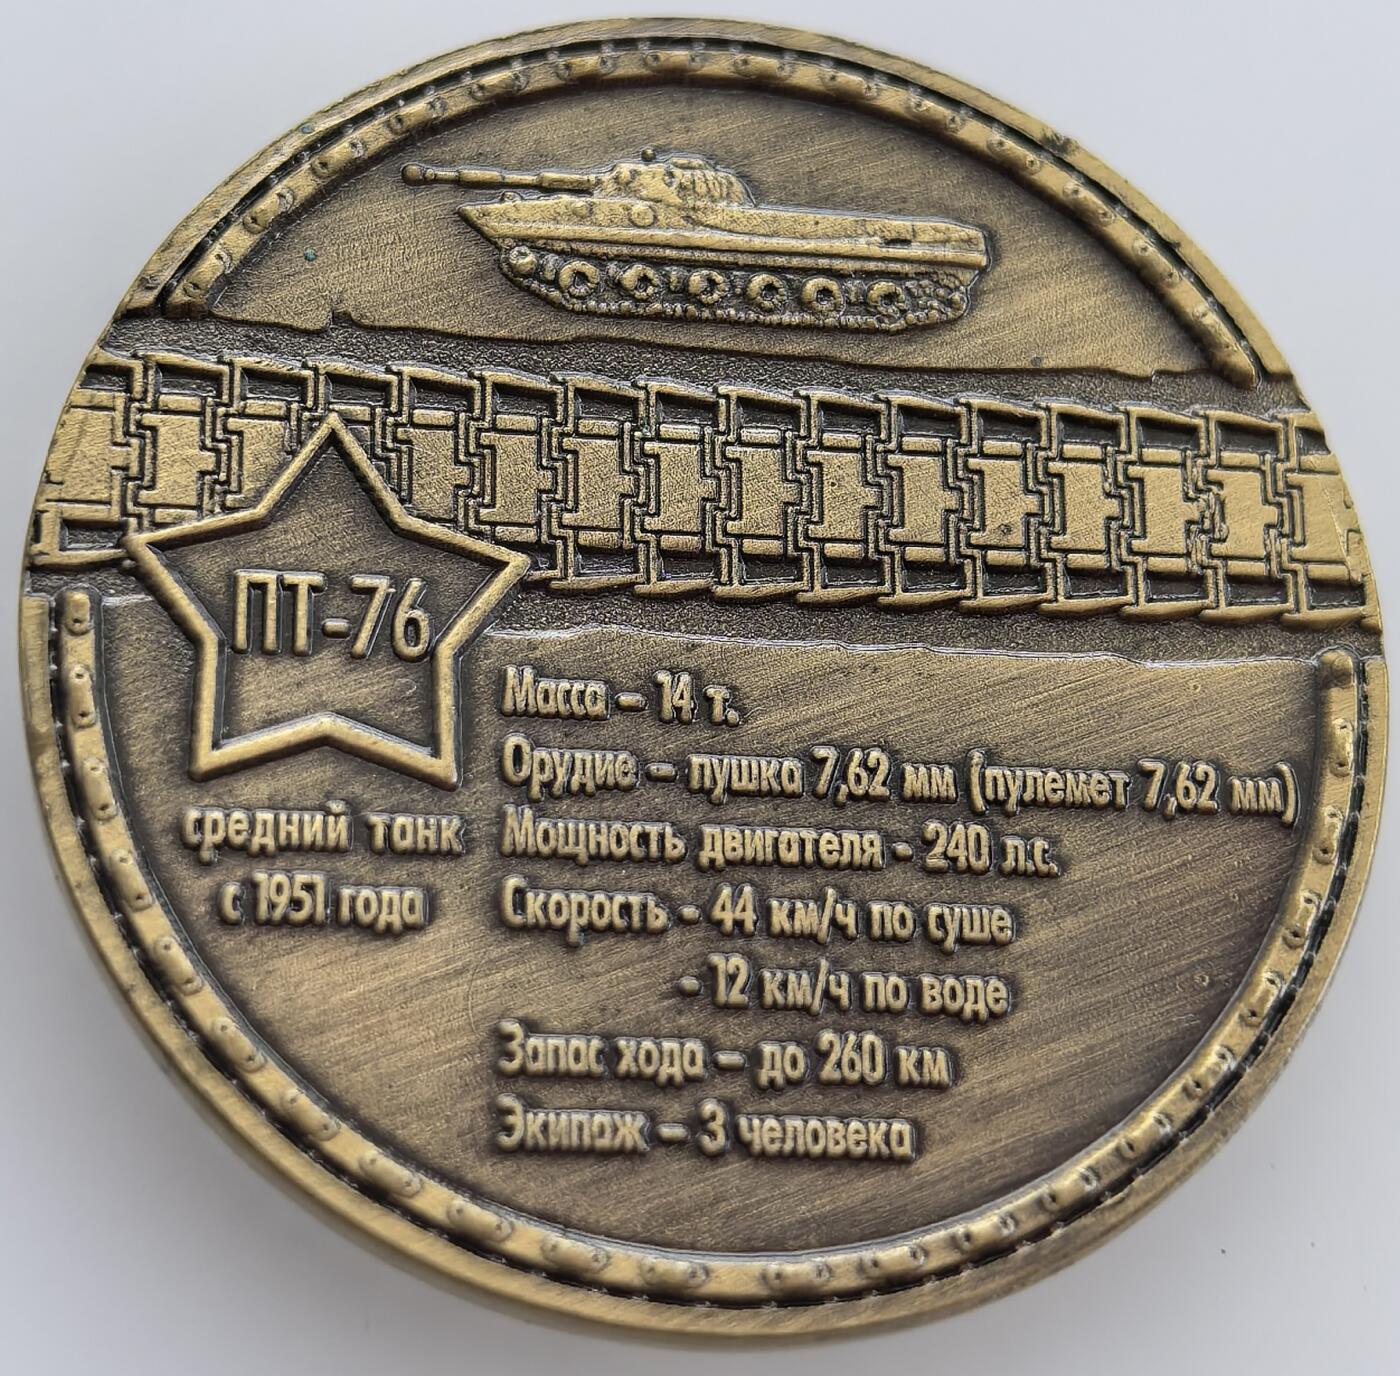 ПТ-76
средний танк
с 1951 года
Масса - 14 т.
Орудие - пушка 7,62 мм (пулемет 7,62 мм)
Мощность двигателя - 240 л.с.
Скорость - 44 км/ч по суше
- 12 км/ч по воде
Запас хода - до 260 км
Экипаж - 3 человека